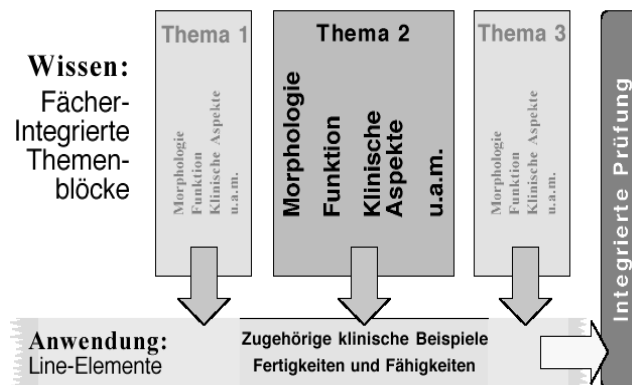 Wissen:
Fächer-
Integrierte
Themen-
blöcke
Thema 1
Morphologie
Funktion
Klinische Aspekte
u.a.m.
Thema 2
Morphologie
Funktion
Klinische
Aspekte
u.a.m.
Thema 3
Morphologie
Funktion
Klinische Aspekte
u.a.m.
Integrierte Prüfung
Anwendung:
Line-Elemente
Zugehörige klinische Beispiele
Fertigkeiten und Fähigkeiten